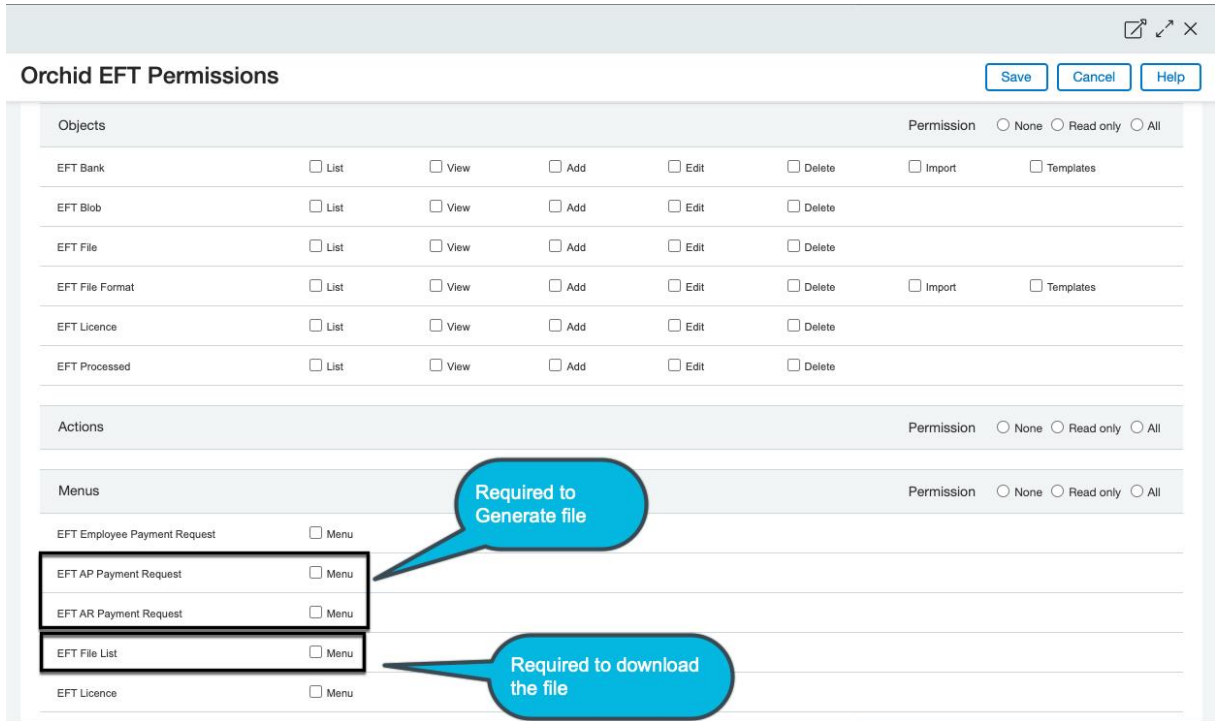 Orchid EFT Permissions
Save Cancel Help
Objects Permission None Read only All
EFT Bank List View Add Edit Delete Import Templates
EFT Blob List View Add Edit Delete
EFT File List View Add Edit Delete
EFT File Format List View Add Edit Delete Import Templates
EFT Licence List View Add Edit Delete
EFT Processed List View Add Edit Delete
Actions Permission None Read only All
Menus Permission None Read only All
Required to
Generate file
EFT Employee Payment Request Menu
EFT AP Payment Request Menu
EFT AR Payment Request Menu
EFT File List Menu
Required to download
the file
EFT Licence Menu